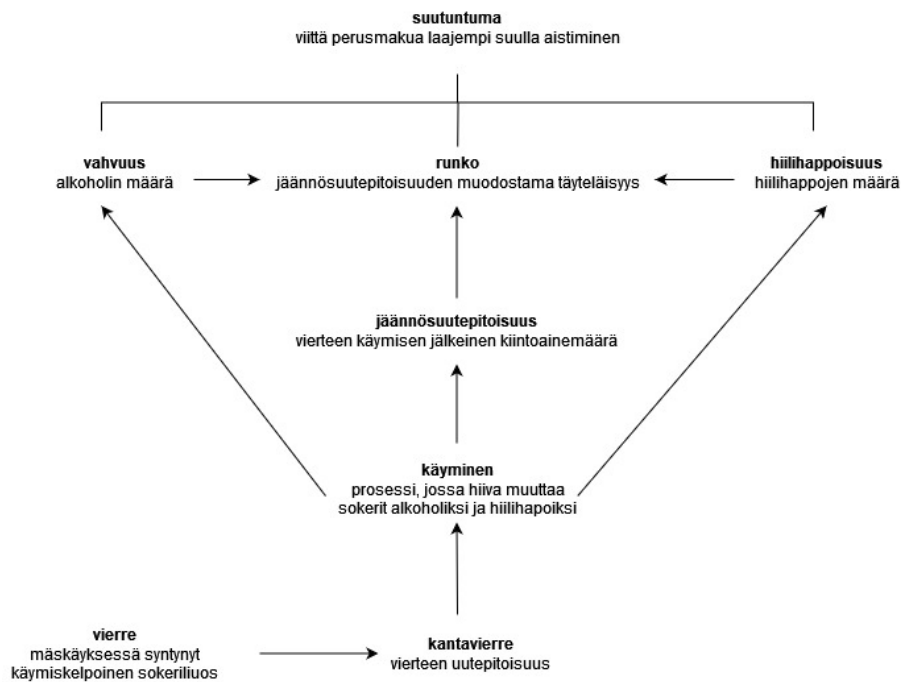 suutuntuma
viittä perusmakua laajempi suulla aistiminen
vahvuus
alkoholin määrä
runko
jäännösuutepitoisuuden muodostama täyteläisyys
hiilihappoisuus
hiilihappojen määrä
jäännösuutepitoisuus
vierteen käymisen jälkeinen kiintoainemäärä
käyminen
prosessi, jossa hiiva muuttaa
sokerit alkoholiksi ja hiilihapoiksi
vierre
mäskäyksessä syntynyt
käymiskelpoinen sokeriliuos
kantavierre
vierteen uutepitoisuus